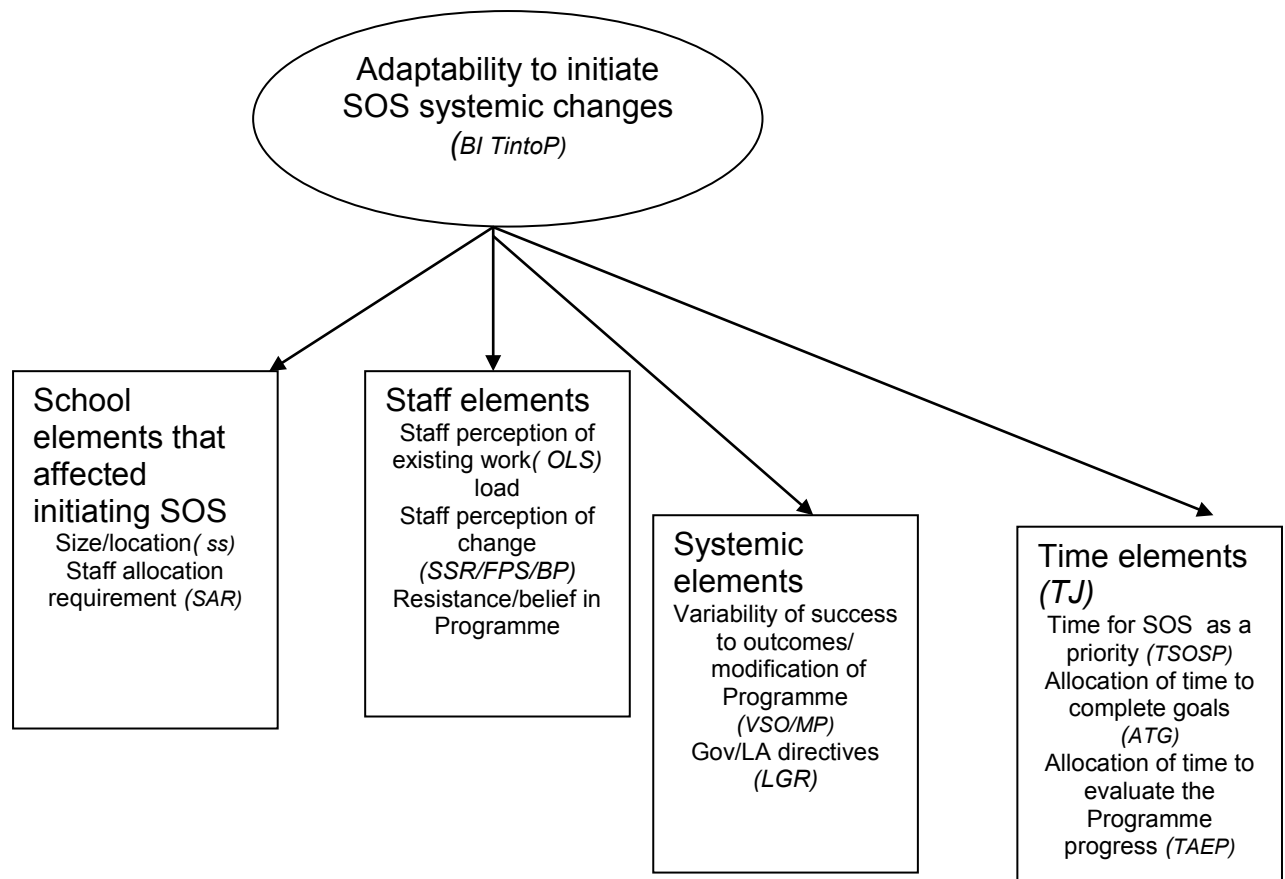 Adaptability to initiate
SOS systemic changes
(BI TintoP)
School
elements that
affected
initiating SOS
Size/location( ss)
Staff allocation
requirement (SAR)
Staff elements
Staff perception of
existing work( OLS)
load
Staff perception of
change
(SSR/FPS/BP)
Resistance/belief in
Programme
Systemic
elements
Variability of success
to outcomes/
modification of
Programme
(VSO/MP)
Gov/LA directives
(LGR)
Time elements
(TJ)
Time for SOS as a
priority (TSOSP)
Allocation of time to
complete goals
(ATG)
Allocation of time to
evaluate the
Programme
progress (TAEP)